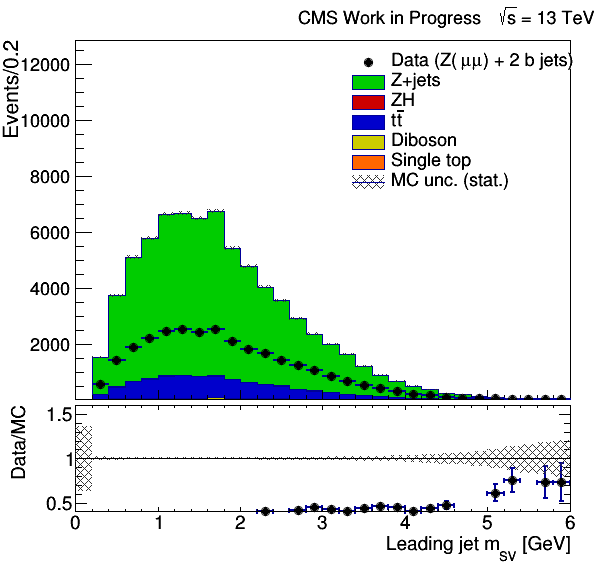 CMS Work in Progress √s = 13 TeV
Events/0.2
12000
10000
8000
6000
4000
2000
Data (Z(μμ) + 2 b jets)
Z+jets
ZH
tt̅
Diboson
Single top
MC unc. (stat.)
Data/MC
1.5
1
0.5
0 1 2 3 4 5 6
Leading jet m_SV [GeV]